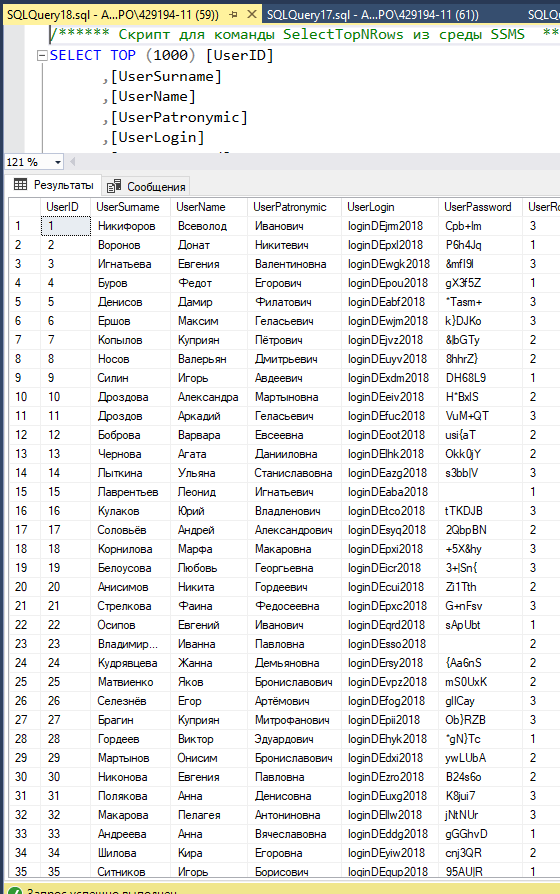 SQLQuery18.sql - A...PO\429194-11 (59))
SQLQuery17.sql - A...PO\429194-11 (61))
SQLQ
/****** Скрипт для команды SelectTopNRows из среды SSMS **
SELECT TOP (1000) [UserID]
,[UserSurname]
,[UserName]
,[UserPatronymic]
,[UserLogin]
121 %
Результаты Сообщения
UserID UserSurname UserName UserPatronymic UserLogin UserPassword UserRo
1 1 Никифоров Всеволод Иванович loginDEjrm2018 Cpb+Im 3
2 2 Воронов Донат Никитевич loginDEpxl2018 P6h4Jq 1
3 3 Игнатьева Евгения Валентиновна loginDEwgk2018 &mfI9l 3
4 4 Буров Федот Егорович loginDEpou2018 gX3f5Z 1
5 5 Денисов Дамир Филатович loginDEabf2018 *Tasm+ 3
6 6 Ершов Максим Геласьевич loginDEwjm2018 k}DJKo 3
7 7 Копылов Куприян Пётрович loginDEjvz2018 &|bGTy 2
8 8 Носов Валерьян Дмитрьевич loginDEuyv2018 8hhrZ} 2
9 9 Силин Игорь Авдеевич loginDExdm2018 DH68L9 1
10 10 Дроздова Александра Мартыновна loginDEeiv2018 H*BxlS 2
11 11 Дроздов Аркадий Геласьевич loginDEfuc2018 VuM+QT 3
12 12 Боброва Варвара Евсеевна loginDEoot2018 usi{aT 2
13 13 Чернова Агата Данииловна loginDElhk2018 Okk0jY 2
14 14 Лыткина Ульяна Станиславовна loginDEazg2018 s3bb|V 3
15 15 Лаврентьев Леонид Игнатьевич loginDEaba2018 1
16 16 Кулаков Юрий Владленович loginDEtco2018 tTKDJB 3
17 17 Соловьёв Андрей Александрович loginDEsyq2018 2QbpBN 2
18 18 Корнилова Марфа Макаровна loginDEpxi2018 +5X&hy 3
19 19 Белоусова Любовь Георгьевна loginDEicr2018 3+|Sn{ 3
20 20 Анисимов Никита Гордеевич loginDEcui2018 Zi1Tth 2
21 21 Стрелкова Фаина Федосеевна loginDEpxc2018 G+nFsv 3
22 22 Осипов Евгений Иванович loginDEqrd2018 sApUbt 1
23 23 Владимир... Иванна Павловна loginDEsso2018 2
24 24 Кудрявцева Жанна Демьяновна loginDErsy2018 {Aa6nS 2
25 25 Матвиенко Яков Брониславович loginDEvpz2018 mS0UxK 2
26 26 Селезнёв Егор Артёмович loginDEfog2018 glICay 3
27 27 Брагин Куприян Митрофанович loginDEpii2018 Ob}RZB 3
28 28 Гордеев Виктор Эдуардович loginDEhyk2018 *gN}Tc 1
29 29 Мартынов Онисим Брониславович loginDEdxi2018 ywLUbA 2
30 30 Никонова Евгения Павловна loginDEzro2018 B24s6o 2
31 31 Полякова Анна Денисовна loginDEuxg2018 K8jui7 3
32 32 Макарова Пелагея Антониновна loginDEllw2018 jNtNUr 3
33 33 Андреева Анна Вячеславовна loginDEddg2018 gGGhvD 1
34 34 Шилова Кира Егоровна loginDEyiw2018 cnj3QR 2
35 35 Ситников Игорь Борисович loginDEqup2018 95AU|R 1
Запрос успешно выполнен